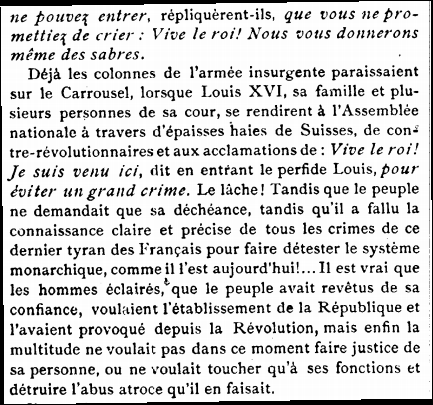 ne pouvez entrer, répliquèrent-ils, que vous ne pro-
mettiez de crier : Vive le roi! Nous vous donnerons
même des sabres.
Déjà les colonnes de l'armée insurgente paraissaient
sur le Carrousel, lorsque Louis XVI, sa famille et plu-
sieurs personnes de sa cour, se rendirent à l'Assemblée
nationale à travers d'épaisses haies de Suisses, de con-
tre-révolutionnaires et aux acclamations de : Vive le roi!
Je suis venu ici, dit en entrant le perfide Louis, pour
éviter un grand crime. Le lâche! Tandis que le peuple
ne demandait que sa déchéance, tandis qu'il a fallu la
connaissance claire et précise de tous les crimes de ce
dernier tyran des Français pour faire détester le système
monarchique, comme il l'est aujourd'hui!... Il est vrai que
les hommes éclairés, que le peuple avait revêtus de sa
confiance, voulaient l'établissement de la République et
l'avaient provoqué depuis la Révolution, mais enfin la
multitude ne voulait pas dans ce moment faire justice de
sa personne, ou ne voulait toucher qu'à ses fonctions et
détruire l'abus atroce qu'il en faisait.